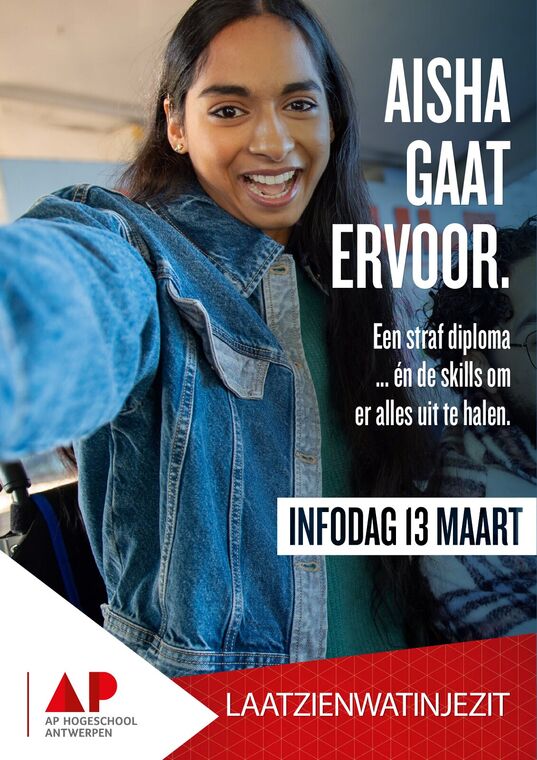 AISHA
GAAT
ERVOOR.
Een straf diploma
... én de skills om
er alles uit te halen.
INFODAG 13 MAART
LAATZIENWATINJEZIT
AP
AP HOGESCHOOL
ANTWERPEN